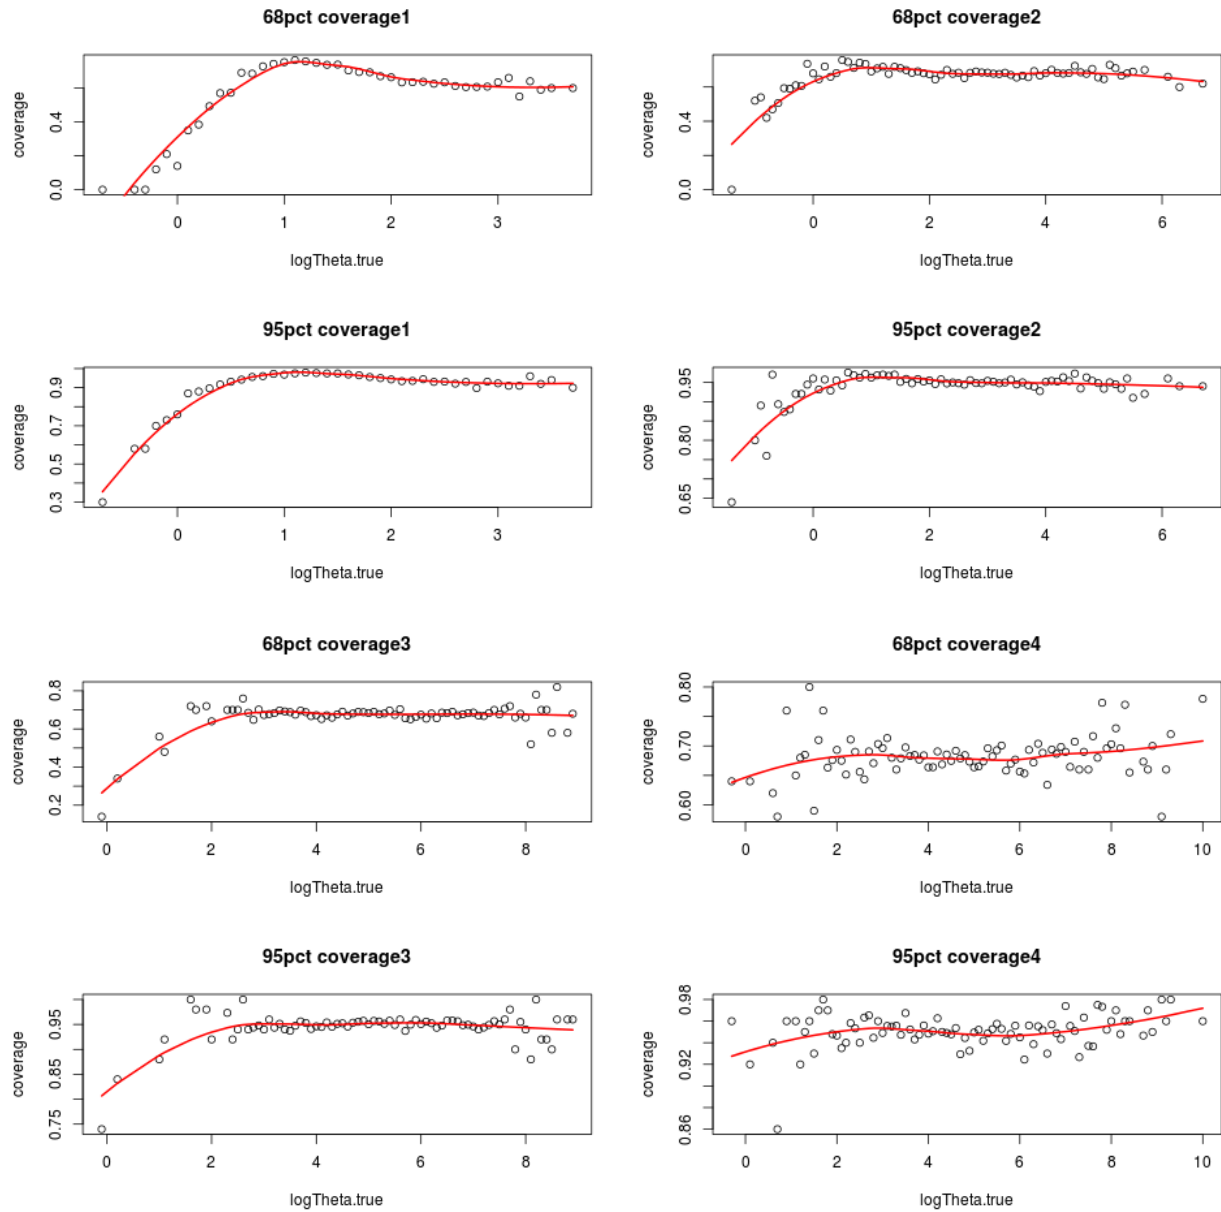 68pct coverage1
coverage
0.0
0.4
0
1
2
3
logTheta.true
68pct coverage2
coverage
0.0
0.4
0
2
4
6
logTheta.true
95pct coverage1
coverage
0.3
0.5
0.7
0.9
0
1
2
3
logTheta.true
95pct coverage2
coverage
0.65
0.80
0.95
0
2
4
6
logTheta.true
68pct coverage3
coverage
0.2
0.4
0.6
0.8
0
2
4
6
8
logTheta.true
68pct coverage4
coverage
0.60
0.70
0.80
0
2
4
6
8
10
logTheta.true
95pct coverage3
coverage
0.75
0.85
0.95
0
2
4
6
8
logTheta.true
95pct coverage4
coverage
0.86
0.92
0.98
0
2
4
6
8
10
logTheta.true